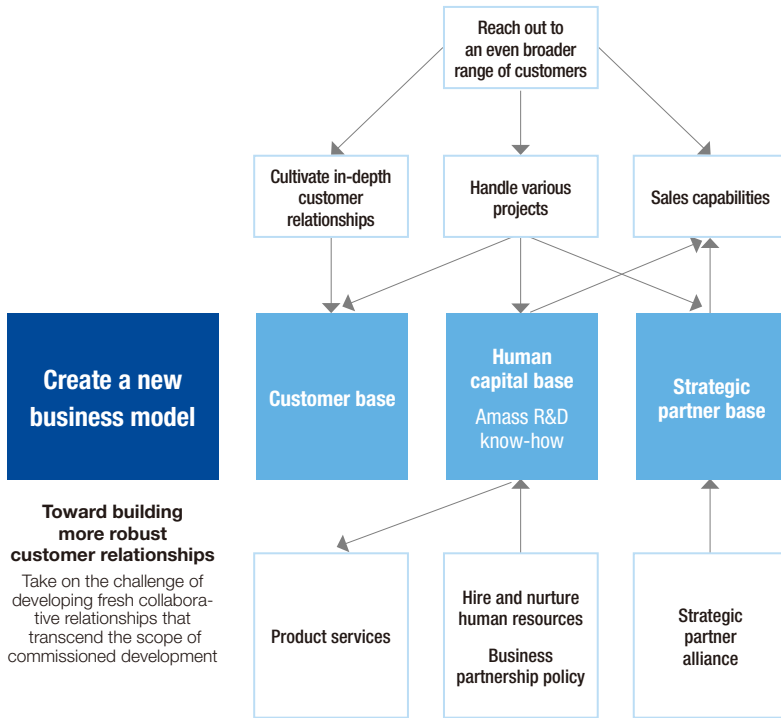 Reach out to
an even broader
range of customers
Cultivate in-depth
customer
relationships
Handle various
projects
Sales capabilities
Create a new
business model
Customer base
Human
capital base
Amass R&D
know-how
Strategic
partner base
Toward building
more robust
customer relationships
Take on the challenge of
developing fresh collabora-
tive relationships that
transcend the scope of
commissioned development
Product services
Hire and nurture
human resources
Business
partnership policy
Strategic
partner
alliance